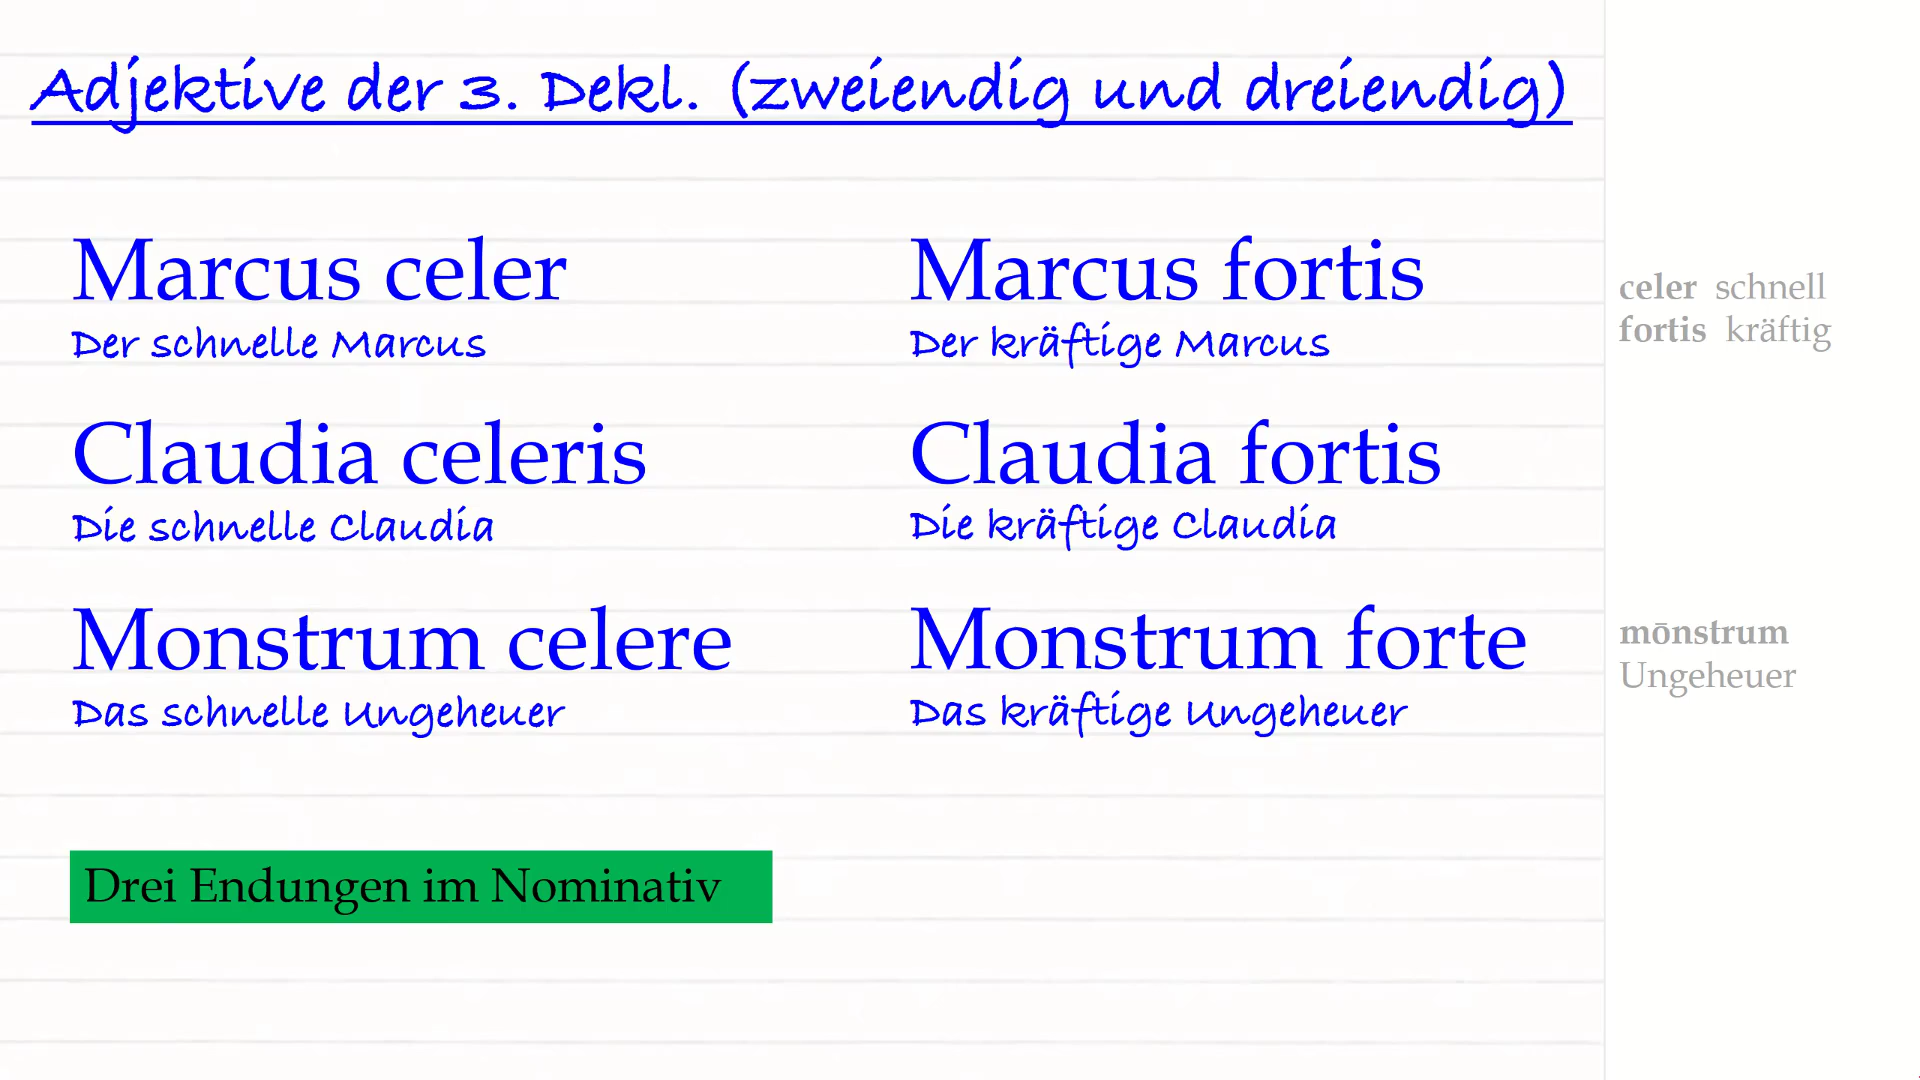 Adjektive der 3. Dekl. (zweiendig und dreiendig)
Marcus celer
Der schnelle Marcus
Claudia celeris
Die schnelle Claudia
Monstrum celere
Das schnelle Ungeheuer
Drei Endungen im Nominativ
Marcus fortis
Der kräftige Marcus
Claudia fortis
Die kräftige Claudia
Monstrum forte
Das kräftige Ungeheuer
celer schnell
fortis kräftig
mōnstrum
Ungeheuer